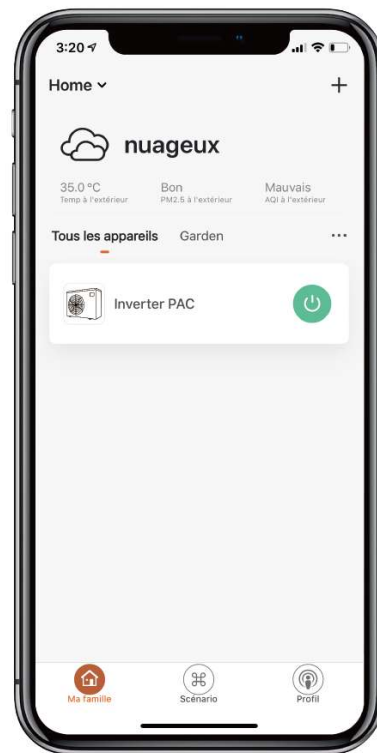 3:20
Home
nuageux
35.0 °C Bon Mauvais
Temp à l'extérieur PM2.5 à l'extérieur AQI à l'extérieur
Tous les appareils Garden
Inverter PAC
Ma famille Scénario Profil